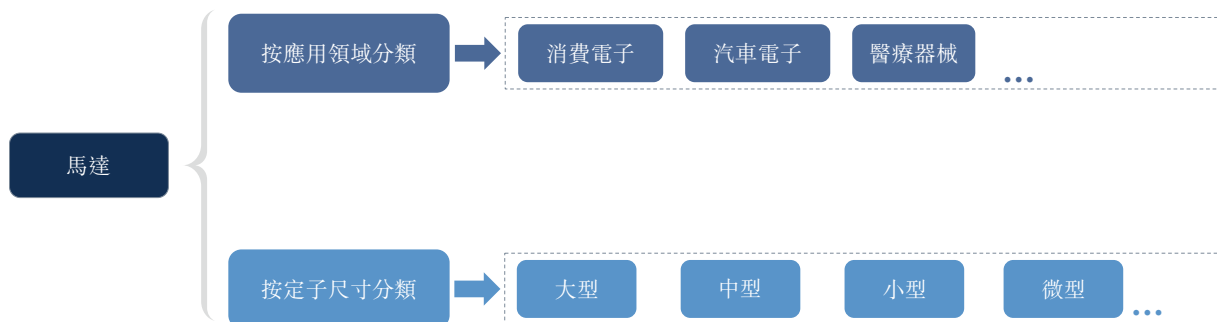 按應用領域分類
消費電子
汽車電子
醫療器械
...
馬達
按定子尺寸分類
大型
中型
小型
微型
...